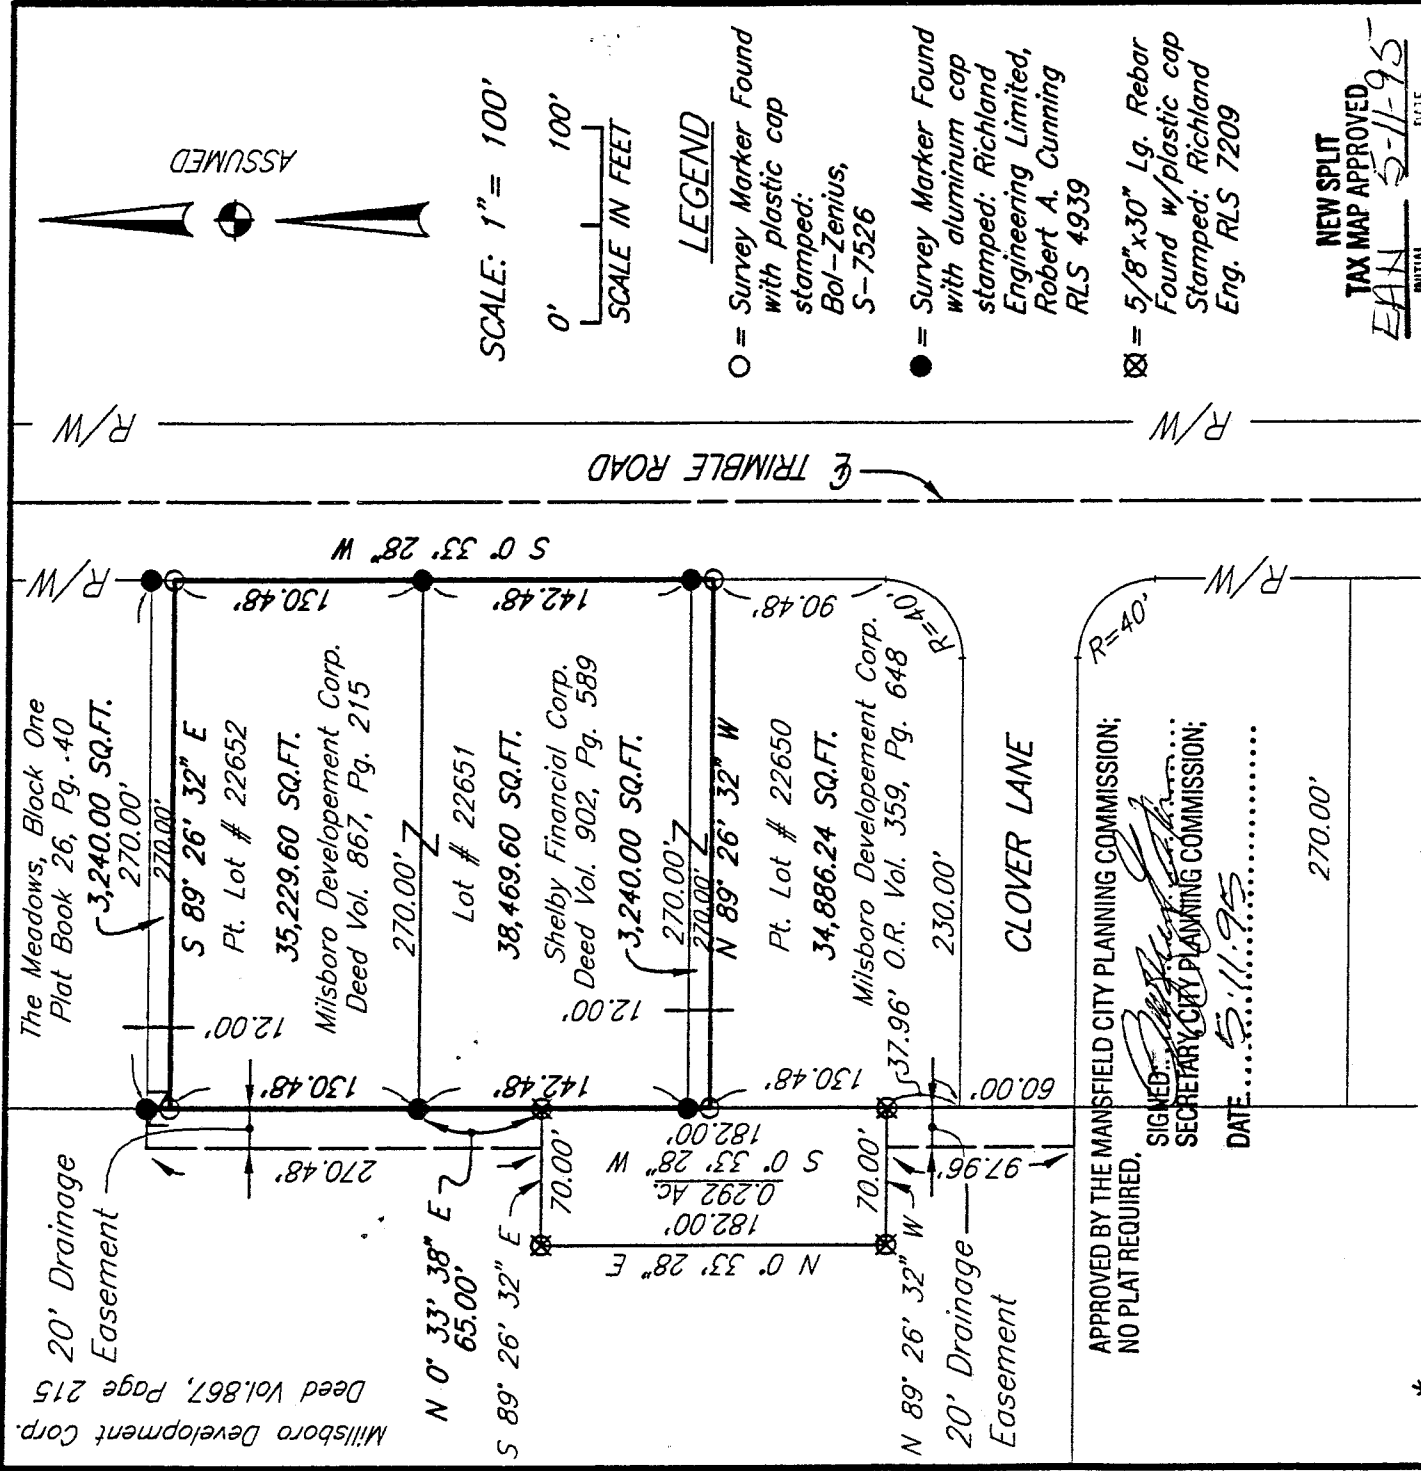 The Meadows, Block One
Plat Book 26, Pg. 40
3,240.00 SQ.FT.
270.00'
270.00'
S 89° 26' 32" E
Pt. Lot # 22652
35,229.60 SQ.FT.
Milsboro Developement Corp.
Deed Vol. 867, Pg. 215
270.00'
Lot # 22651
38,469.60 SQ.FT.
Shelby Financial Corp.
Deed Vol. 902, Pg. 589
3,240.00 SQ.FT.
270.00'
270.00'
N 89° 26' 32" W
Pt. Lot # 22650
34,886.24 SQ.FT.
Milsboro Development Corp.
O.R. Vol. 359, Pg. 648
37.96'
230.00'
CLOVER LANE
270.00'
12.00'
12.00'
130.48'
142.48'
90.48'
S 0° 33' 28" W
R=40'
R=40'
R/W
R/W
R/W
R/W
℄ TRIMBLE ROAD
130.48'
142.48'
130.48'
60.00'
270.48'
97.96'
182.00'
S 0° 33' 28" W
0.292 Ac.
182.00'
N 0° 33' 28" E
70.00'
70.00'
20' Drainage
Easement
Millsboro Development Corp.
Deed Vol.867, Page 215
N 0° 33' 38" E
65.00'
S 89° 26' 32" E
N 89° 26' 32" W
20' Drainage
Easement
APPROVED BY THE MANSFIELD CITY PLANNING COMMISSION;
NO PLAT REQUIRED.
SIGNED
SECRETARY, CITY PLANNING COMMISSION;
DATE 5.11.95
ASSUMED
SCALE: 1"= 100'
0' 100'
SCALE IN FEET
LEGEND
= Survey Marker Found
with plastic cap
stamped:
Bol-Zenius,
S-7526
= Survey Marker Found
with aluminum cap
stamped: Richland
Engineering Limited,
Robert A. Cunning
RLS 4939
= 5/8"x30" Lg. Rebar
Found w/plastic cap
Stamped: Richland
Eng. RLS 7209
NEW SPLIT
TAX MAP APPROVED
EAH 5-11-95
INITIAL DATE
*